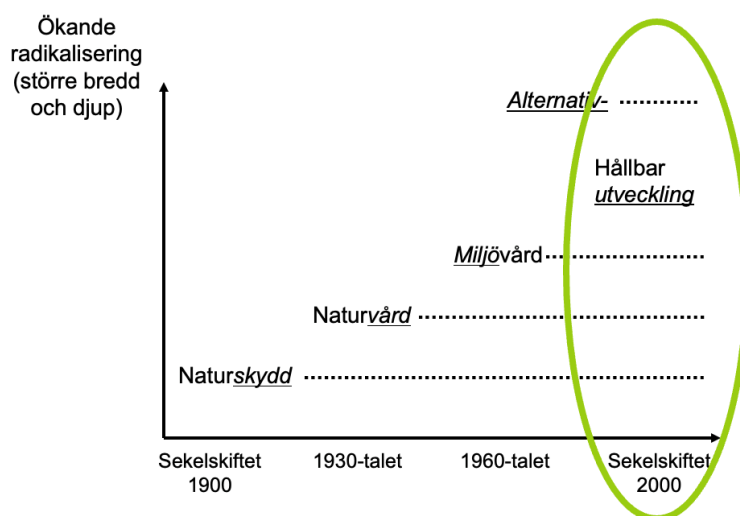 Ökande
radikalisering
(större bredd
och djup)
Alternativ-
Hållbar
utveckling
Miljövård
Naturvård
Naturskydd
Sekelskiftet
1900
1930-talet
1960-talet
Sekelskiftet
2000